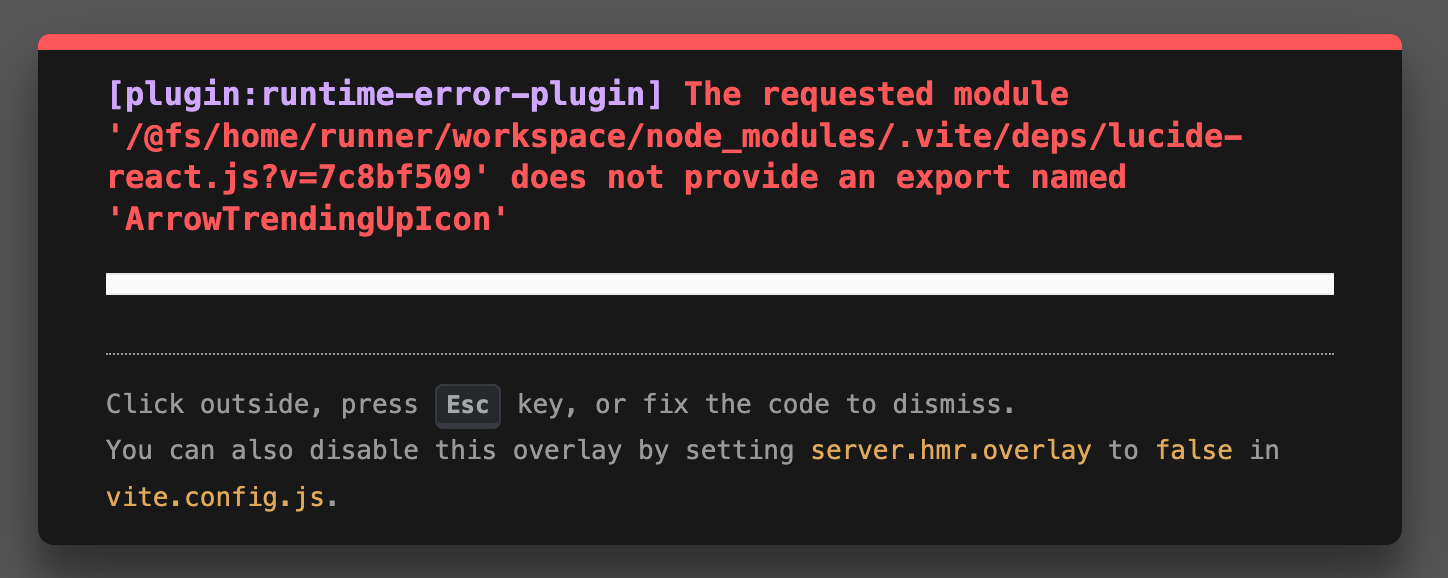 [plugin:runtime-error-plugin] The requested module
'/@fs/home/runner/workspace/node_modules/.vite/deps/lucide-
react.js?v=7c8bf509' does not provide an export named
'ArrowTrendingUpIcon'
Click outside, press Esc key, or fix the code to dismiss.
You can also disable this overlay by setting server.hmr.overlay to false in
vite.config.js.